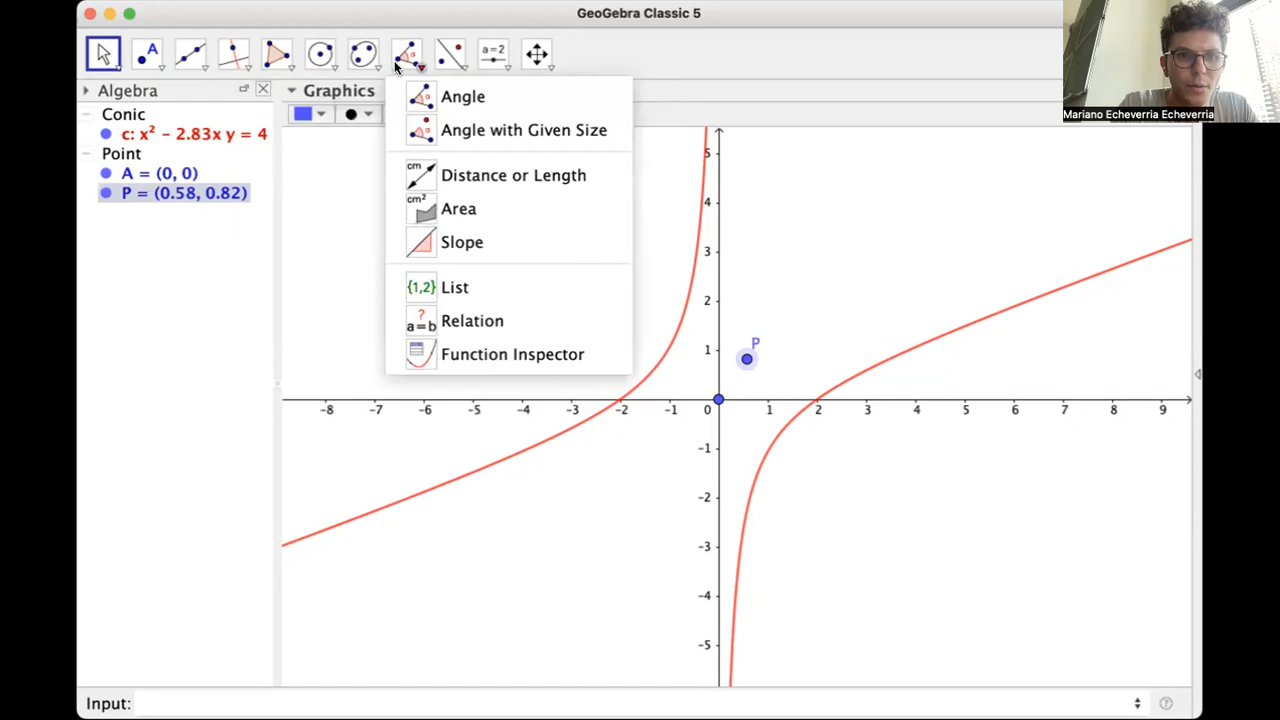 GeoGebra Classic 5
A
a=2
Mariano Echeverria Echeverria
Algebra
Graphics
Conic
c: x² – 2.83x y = 4
Point
A = (0, 0)
P = (0.58, 0.82)
Angle
Angle with Given Size
cm
Distance or Length
cm²
Area
Slope
{1,2}
List
?
a=b
Relation
Function Inspector
5
4
3
2
1
P
-8 -7 -6 -5 -4 -3 -2 -1 0 1 2 3 4 5 6 7 8 9
-1
-2
-3
-4
-5
Input:
?